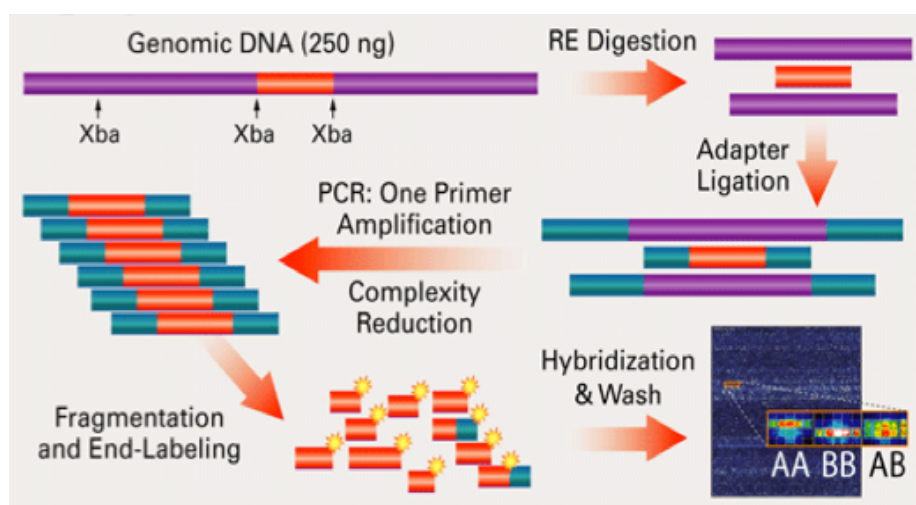 Genomic DNA (250 ng)
RE Digestion
Xba
Xba
Xba
Adapter
Ligation
PCR: One Primer
Amplification
Complexity
Reduction
Fragmentation
and End-Labeling
Hybridization
& Wash
AA BB AB